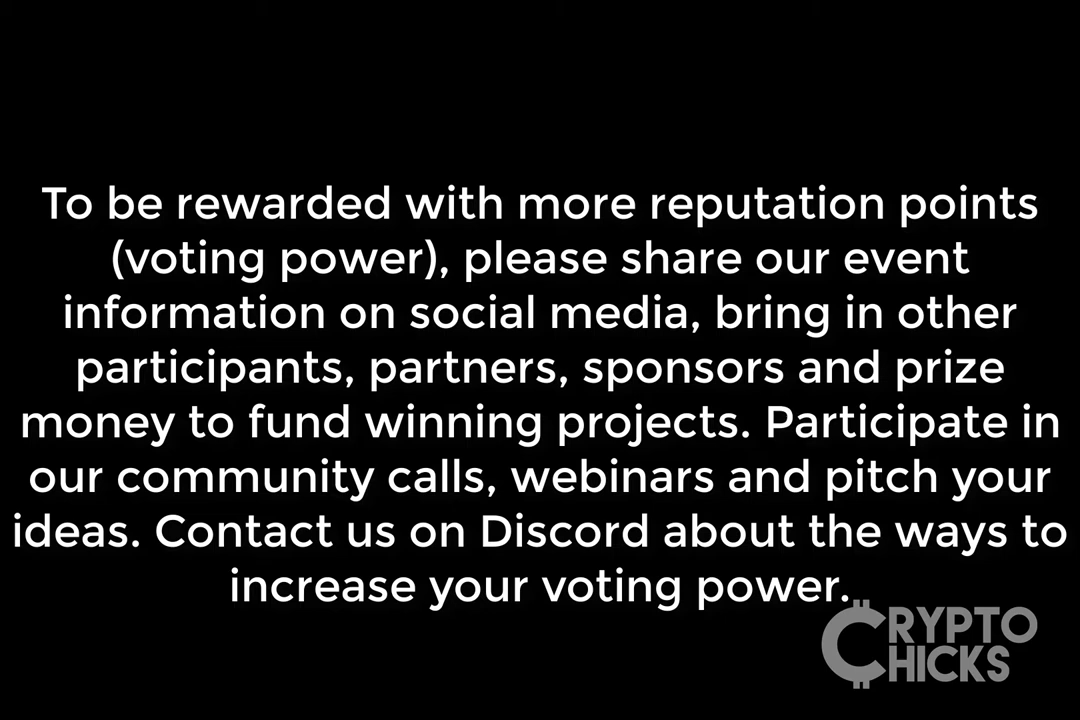 To be rewarded with more reputation points
(voting power), please share our event
information on social media, bring in other
participants, partners, sponsors and prize
money to fund winning projects. Participate in
our community calls, webinars and pitch your
ideas. Contact us on Discord about the ways to
increase your voting power.
CRYPTO
CHICKS